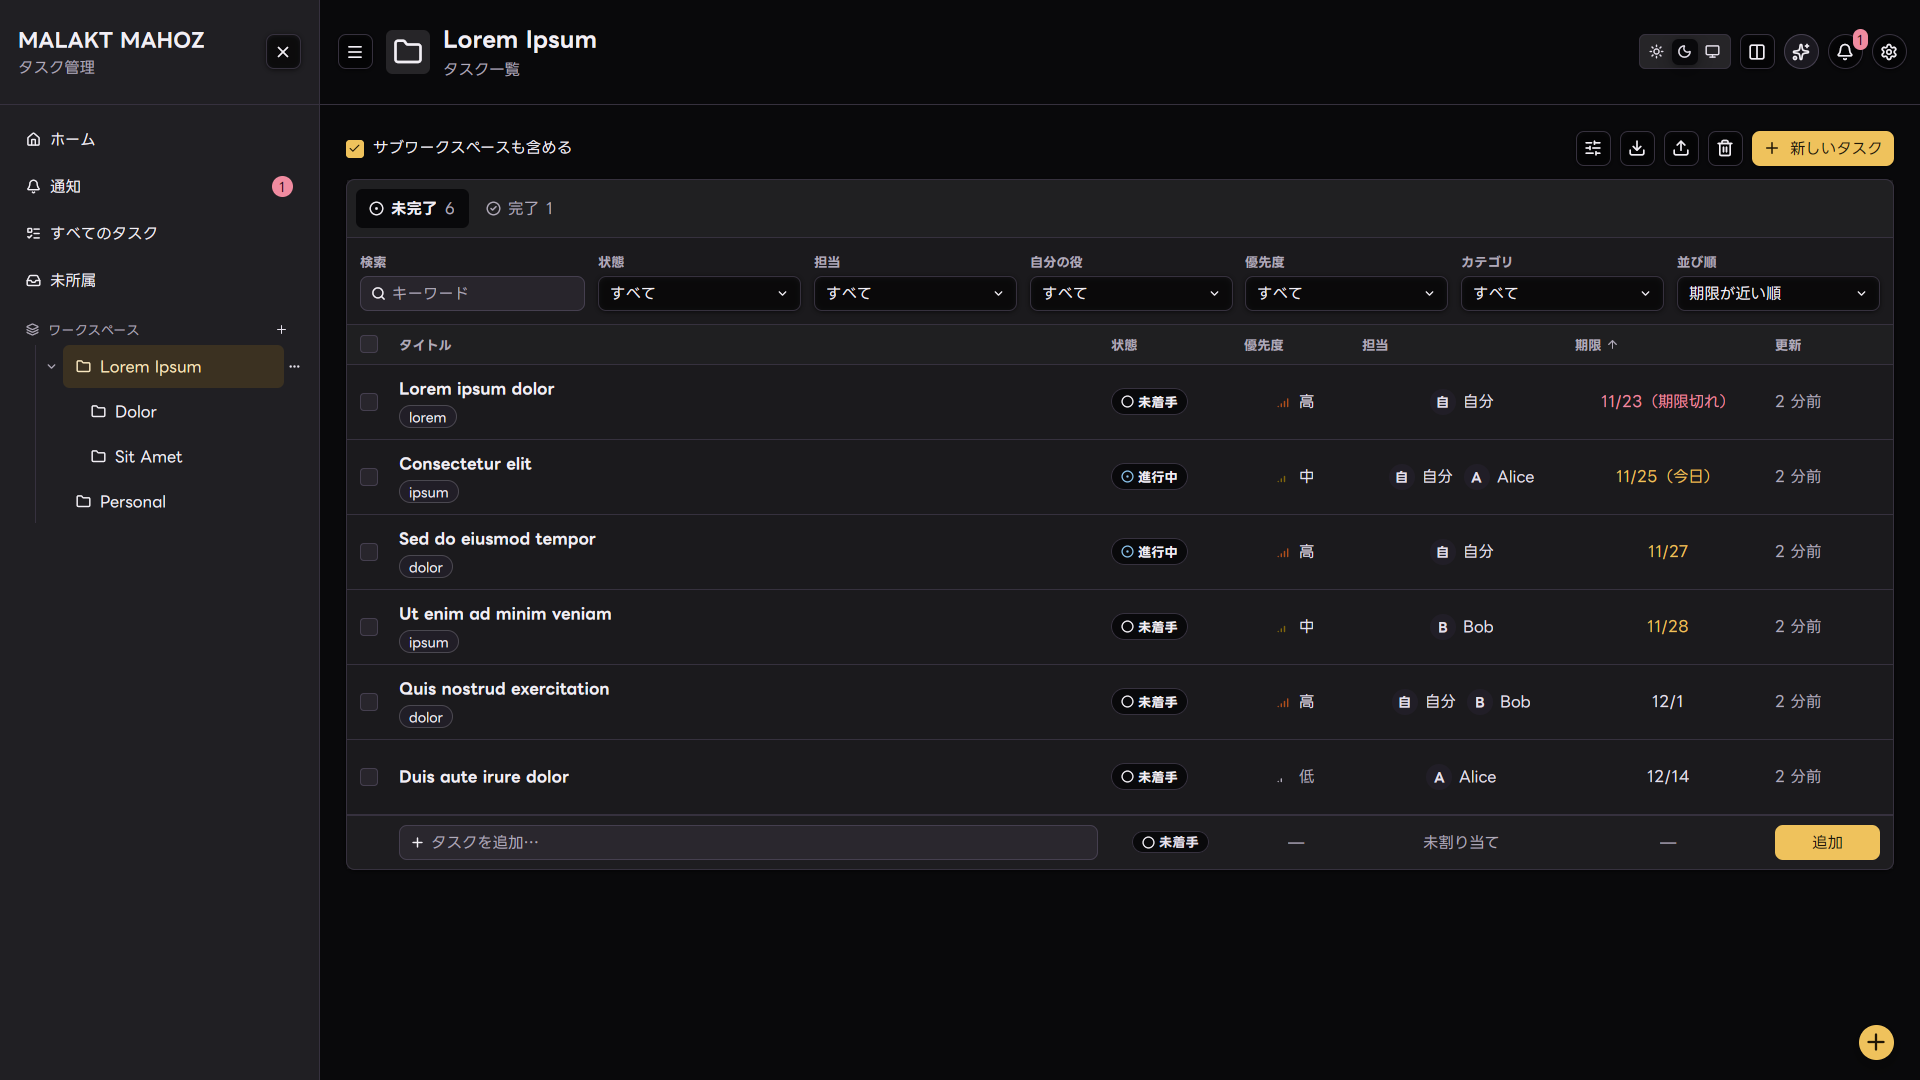 MALAKT MAHOZ
タスク管理
ホーム
通知 1
すべてのタスク
未所属
ワークスペース
Lorem Ipsum
Dolor
Sit Amet
Personal
Lorem Ipsum
タスク一覧
1
サブワークスペースも含める
新しいタスク
未完了 6 完了 1
検索 状態 担当 自分の役 優先度 カテゴリ 並び順
キーワード すべて すべて すべて すべて すべて 期限が近い順
タイトル 状態 優先度 担当 期限 更新
Lorem ipsum dolor
lorem
未着手 高 自 自分 11/23（期限切れ） 2 分前
Consectetur elit
ipsum
進行中 中 自 自分 A Alice 11/25（今日） 2 分前
Sed do eiusmod tempor
dolor
進行中 高 自 自分 11/27 2 分前
Ut enim ad minim veniam
ipsum
未着手 中 B Bob 11/28 2 分前
Quis nostrud exercitation
dolor
未着手 高 自 自分 B Bob 12/1 2 分前
Duis aute irure dolor
未着手 低 A Alice 12/14 2 分前
タスクを追加… 未着手 — 未割り当て — 追加